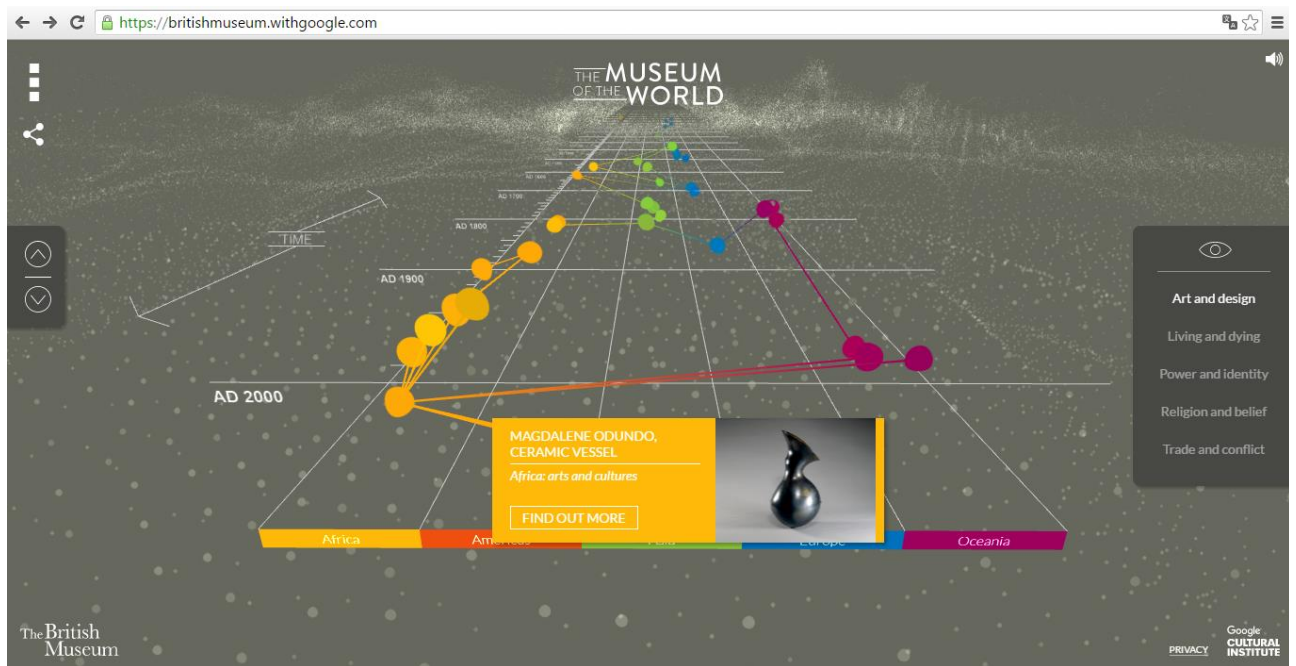 https://britishmuseum.withgoogle.com
THE MUSEUM
OF THE WORLD
TIME
AD 1700
AD 1800
AD 1900
AD 2000
Art and design
Living and dying
Power and identity
Religion and belief
Trade and conflict
MAGDALENE ODUNDO,
CERAMIC VESSEL
Africa: arts and cultures
FIND OUT MORE
Africa
Oceania
The British
Museum
PRIVACY
Google
CULTURAL
INSTITUTE